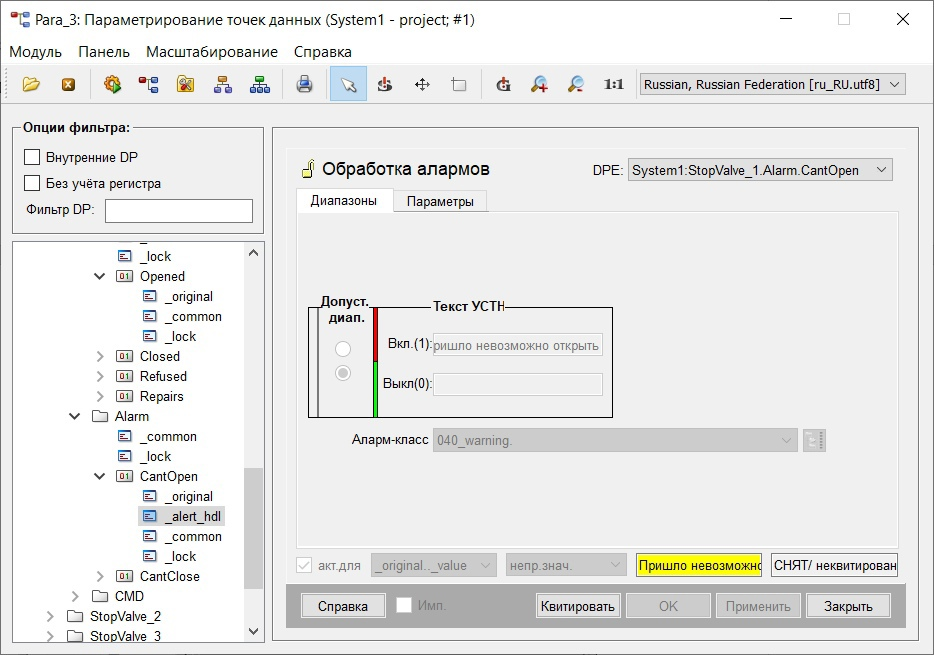 Para_3: Параметрирование точек данных (System1 - project; #1)
Модуль Панель Масштабирование Справка
1:1 Russian, Russian Federation [ru_RU.utf8]
Опции фильтра:
Внутренние DP
Без учёта регистра
Фильтр DP:
_lock
Opened
_original
_common
_lock
Closed
Refused
Repairs
Alarm
_common
_lock
CantOpen
_original
_alert_hdl
_common
_lock
CantClose
CMD
StopValve_2
StopValve_3
Обработка алармов
DPE: System1:StopValve_1.Alarm.CantOpen
Диапазоны Параметры
Допуст. диап.
Текст УСТН
Вкл.(1): ришло невозможно открыть
Выкл(0):
Аларм-класс 040_warning.
акт.для _original.._value непр.знач. Пришло невозможно СНЯТ/ неквитирован
Справка Имп. Квитировать OK Применить Закрыть